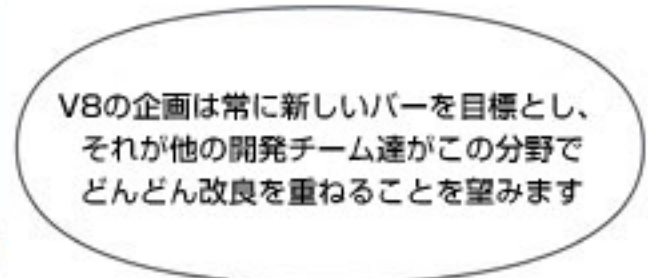 V8の企画は常に新しいバーを目標とし、
それが他の開発チーム達がこの分野で
どんどん改良を重ねることを望みます